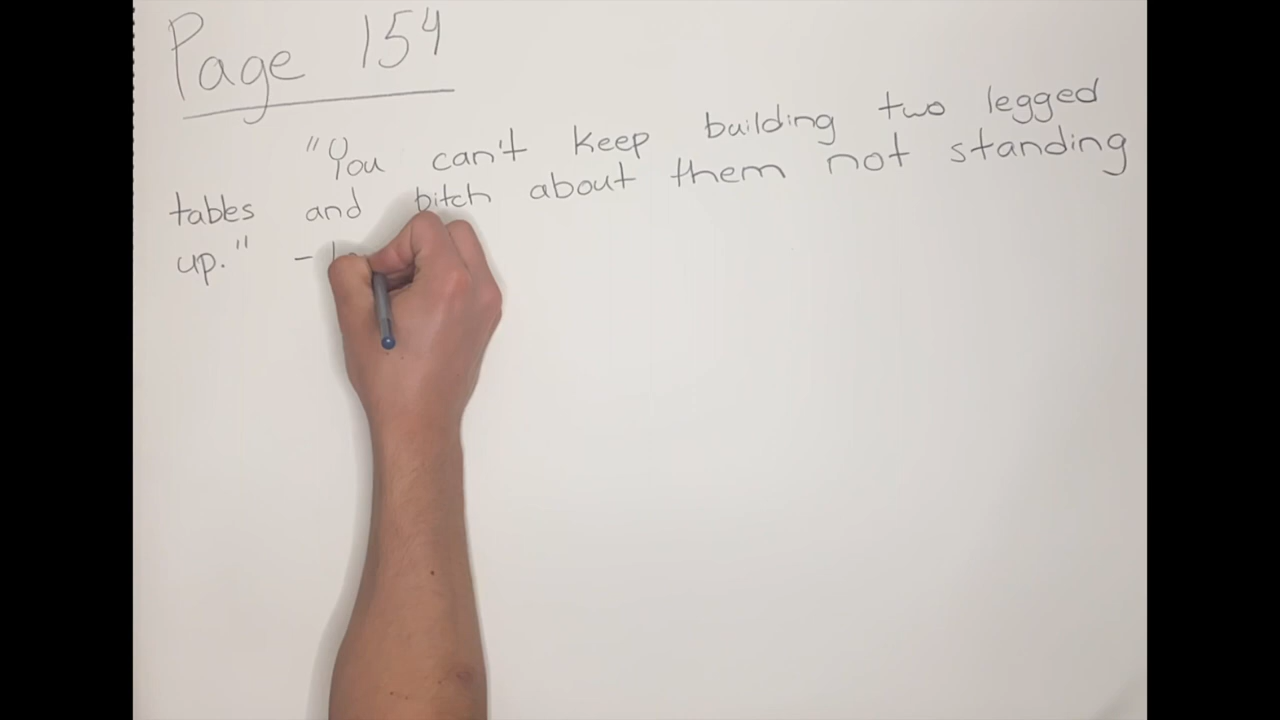 Page 154
"You can't keep building two legged
tables and bitch about them not standing
up." -